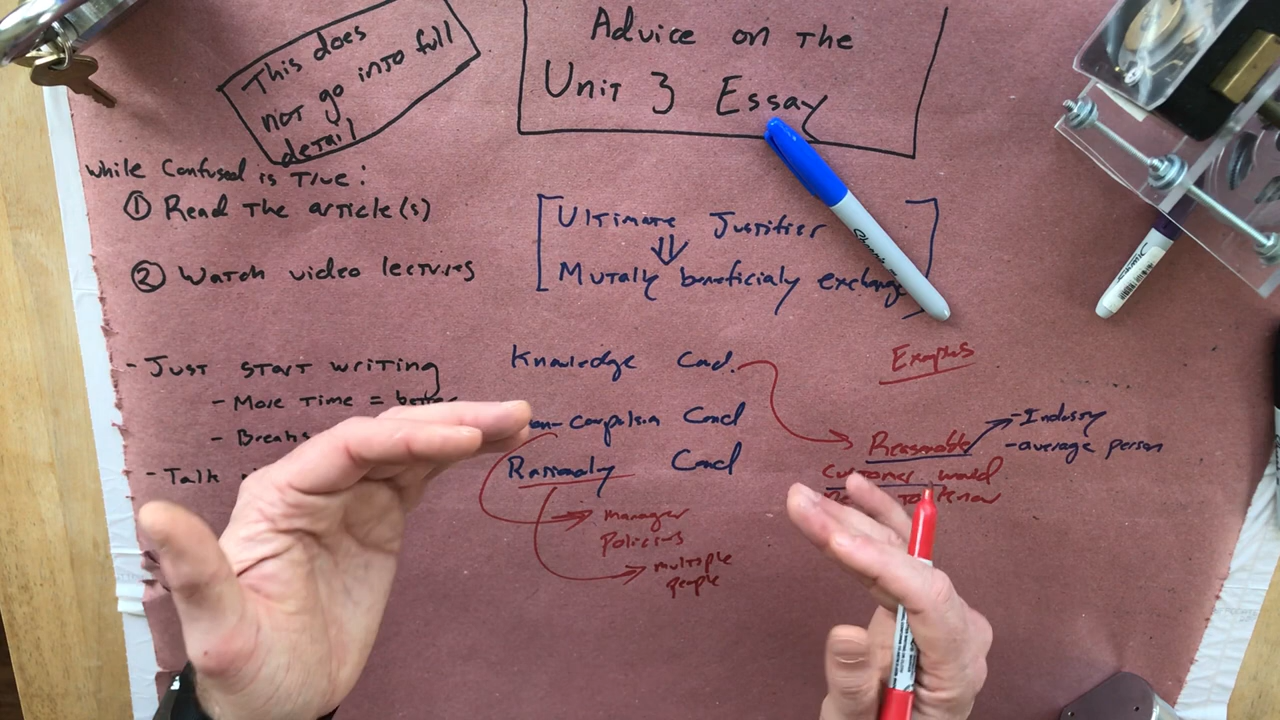 This does
not go into full
detail
Advice on the
Unit 3 Essay
while Confused is True:
① Read The article(s)
② Watch video lectures
- Just start writing
- More Time =
- Breaks
- Talk
Ultimate Justifier
⇓
Mutally beneficialy exchange
Knowledge Cond.
Non-compulsion Cond
Rationaly Cond
manager
Policies
multiple
people
Examples
Reasonable
Customer would
to know
- Industry
- average person
Sharpie